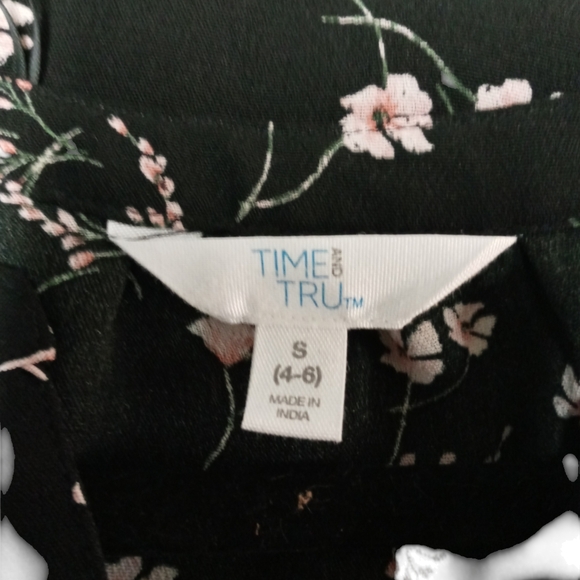 TIME AND
TRU™
S
(4-6)
MADE IN
INDIA